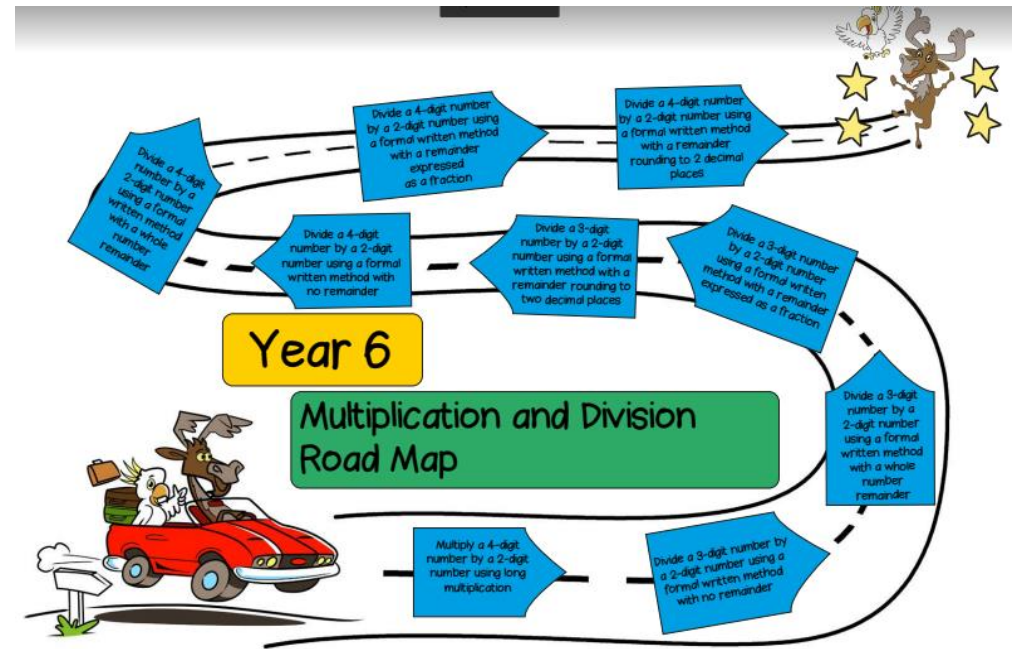 Divide a 4-digit number
by a 2-digit number using
a formal written method
with a remainder
expressed
as a fraction
Divide a 4-digit number
by a 2-digit number using
a formal written method
with a remainder
rounding to 2 decimal
places
Divide a 4-digit
number by a
2-digit number
using a formal
written method
with a whole
number
remainder
Divide a 4-digit
number by a 2-digit
number using a formal
written method with
no remainder
Divide a 3-digit
number by a 2-digit
number using a formal
written method with a
remainder rounding to
two decimal places
Divide a 3-digit number
by a 2-digit number
using a formal written
method with a remainder
expressed as a fraction
Year 6
Multiplication and Division
Road Map
Divide a 3-digit
number by a
2-digit number
using a formal
written method
with a whole
number
remainder
Multiply a 4-digit
number by a 2-digit
number using long
multiplication
Divide a 3-digit number by
a 2-digit number using a
formal written method
with no remainder